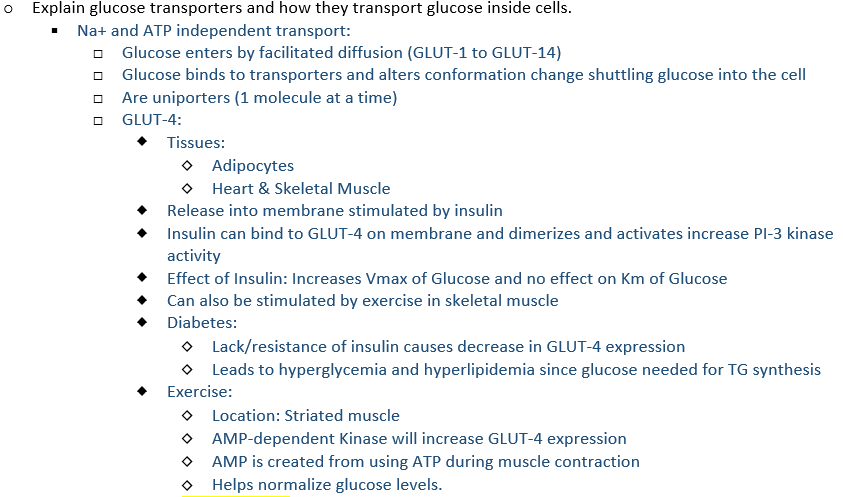 Explain glucose transporters and how they transport glucose inside cells.
Na+ and ATP independent transport:
Glucose enters by facilitated diffusion (GLUT-1 to GLUT-14)
Glucose binds to transporters and alters conformation change shuttling glucose into the cell
Are uniporters (1 molecule at a time)
GLUT-4:
Tissues:
Adipocytes
Heart & Skeletal Muscle
Release into membrane stimulated by insulin
Insulin can bind to GLUT-4 on membrane and dimerizes and activates increase PI-3 kinase
activity
Effect of Insulin: Increases Vmax of Glucose and no effect on Km of Glucose
Can also be stimulated by exercise in skeletal muscle
Diabetes:
Lack/resistance of insulin causes decrease in GLUT-4 expression
Leads to hyperglycemia and hyperlipidemia since glucose needed for TG synthesis
Exercise:
Location: Striated muscle
AMP-dependent Kinase will increase GLUT-4 expression
AMP is created from using ATP during muscle contraction
Helps normalize glucose levels.